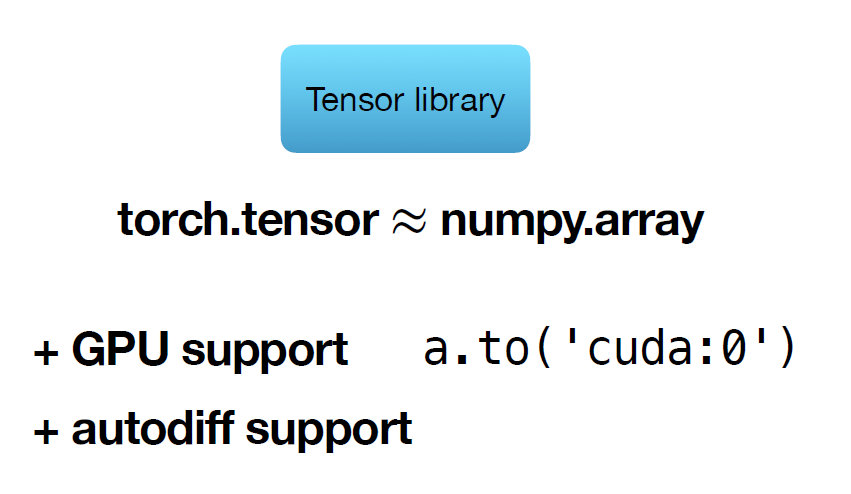 Tensor library
torch.tensor ≈ numpy.array
+ GPU support a.to('cuda:0')
+ autodiff support